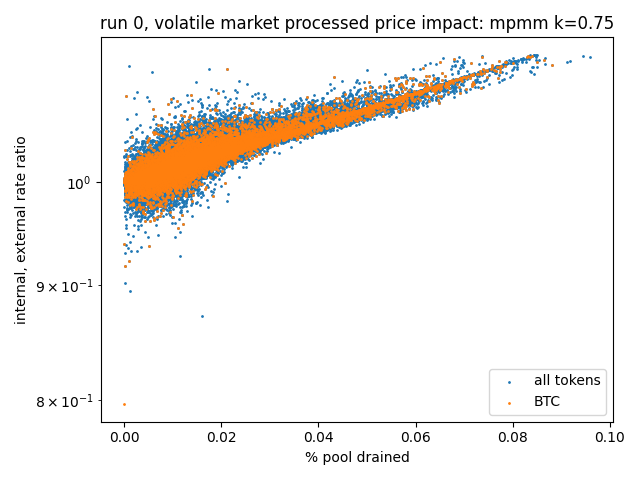 run 0, volatile market processed price impact: mpmm k=0.75
internal, external rate ratio
10⁰
9 × 10⁻¹
8 × 10⁻¹
0.00 0.02 0.04 0.06 0.08 0.10
% pool drained
all tokens
BTC